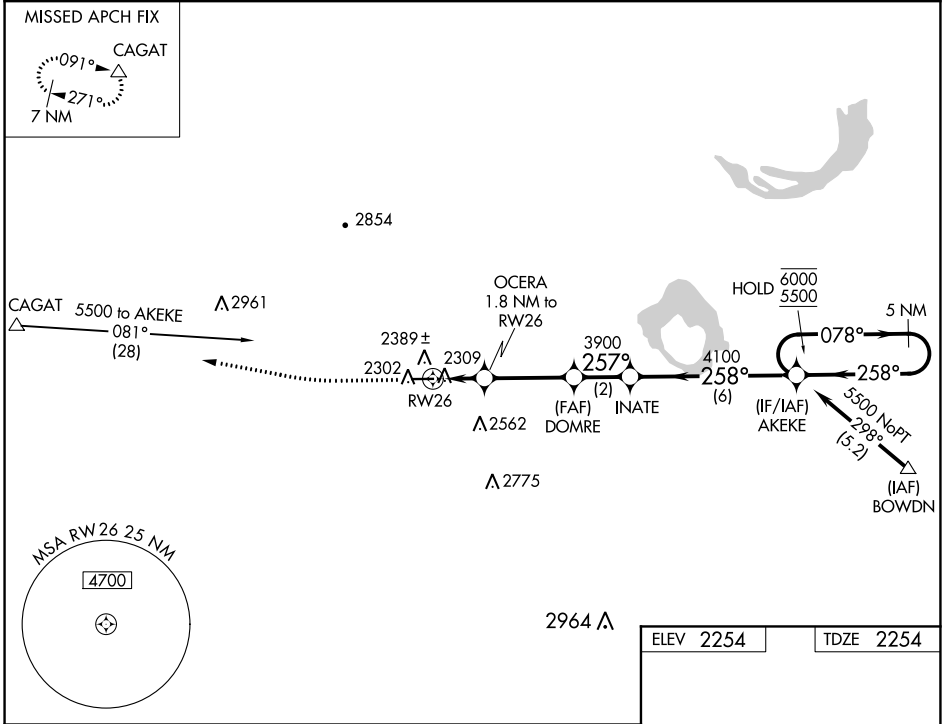 MISSED APCH FIX
CAGAT
091°
271°
7 NM
2854
CAGAT
5500 to AKEKE
081°
(28)
2961
2389 ±
2302
2309
RW26
OCERA
1.8 NM to
RW26
2562
2775
3900
257°
(2)
(FAF)
DOMRE
INATE
4100
258°
(6)
HOLD
6000
5500
5 NM
078°
258°
(IF/IAF)
AKEKE
5500 NoPT
298°
(5.2)
(IAF)
BOWDN
MSA RW26 25 NM
4700
2964
ELEV 2254
TDZE 2254